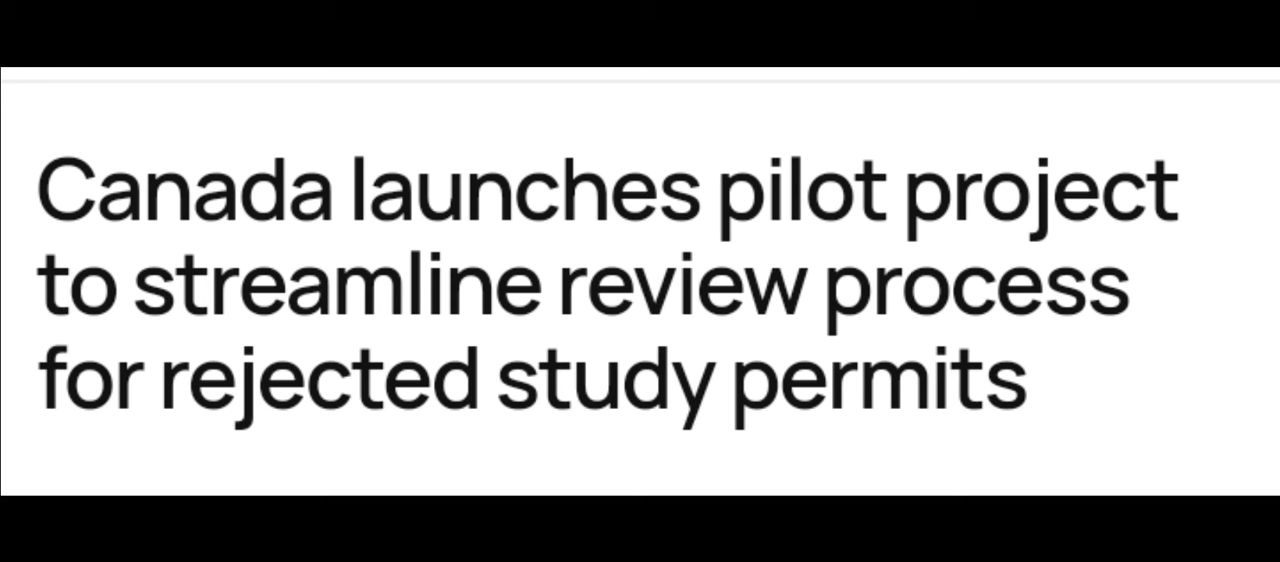 Canada launches pilot project
to streamline review process
for rejected study permits